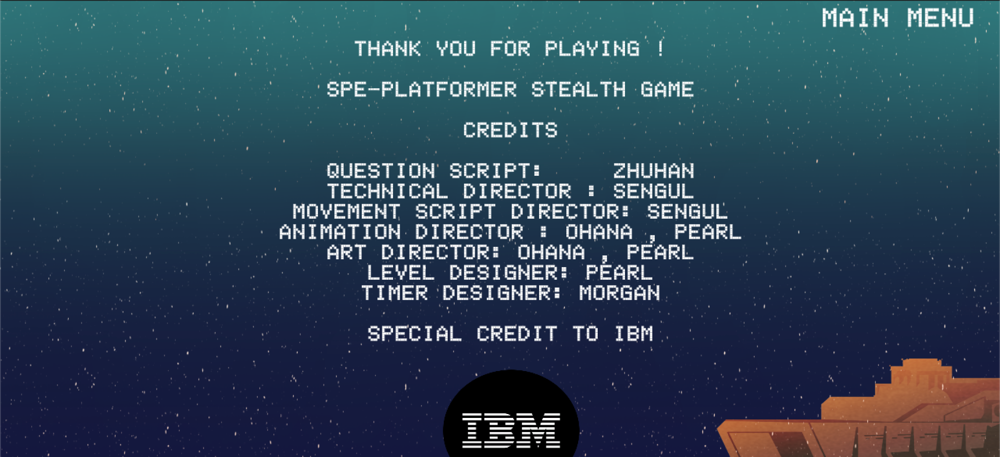 MAIN MENU
THANK YOU FOR PLAYING !
SPE-PLATFORMER STEALTH GAME
CREDITS
QUESTION SCRIPT: ZHUHAN
TECHNICAL DIRECTOR : SENGUL
MOVEMENT SCRIPT DIRECTOR: SENGUL
ANIMATION DIRECTOR : OHANA , PEARL
ART DIRECTOR: OHANA , PEARL
LEVEL DESIGNER: PEARL
TIMER DESIGNER: MORGAN
SPECIAL CREDIT TO IBM
IBM